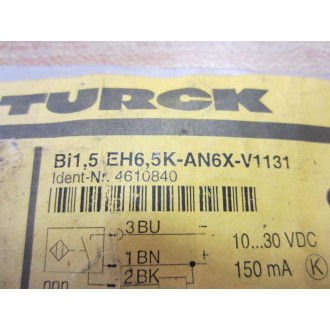 TURCK
Bi1,5 EH6,5K-AN6X-V1131
Ident-Nr. 4610840
3 BU
10...30 VDC
1 BN
150 mA K
2 BK
npn